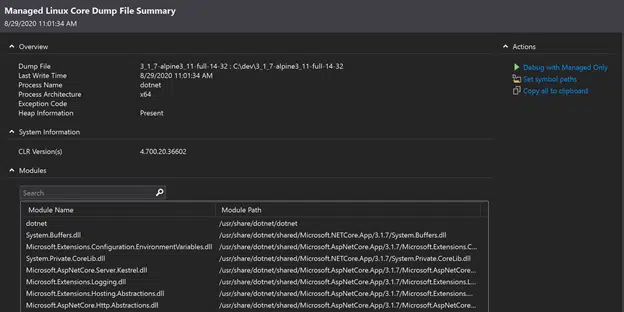 Managed Linux Core Dump File Summary
8/29/2020 11:01:34 AM
Overview
Dump File 3_1_7-alpine3_11-full-14-32 : C:\dev\3_1_7-alpine3_11-full-14-32
Last Write Time 8/29/2020 11:01:34 AM
Process Name dotnet
Process Architecture x64
Exception Code
Heap Information Present
System Information
CLR Version(s) 4.700.20.36602
Modules
Search
Module Name Module Path
dotnet /usr/share/dotnet/dotnet
System.Buffers.dll /usr/share/dotnet/shared/Microsoft.NETCore.App/3.1.7/System.Buffers.dll
Microsoft.Extensions.Configuration.EnvironmentVariables.dll /usr/share/dotnet/shared/Microsoft.AspNetCore.App/3.1.7/Microsoft.Extensions.C...
System.Private.CoreLib.dll /usr/share/dotnet/shared/Microsoft.NETCore.App/3.1.7/System.Private.CoreLib.dll
Microsoft.AspNetCore.Server.Kestrel.dll /usr/share/dotnet/shared/Microsoft.AspNetCore.App/3.1.7/Microsoft.AspNetCore...
Microsoft.Extensions.Logging.dll /usr/share/dotnet/shared/Microsoft.AspNetCore.App/3.1.7/Microsoft.Extensions.L...
Microsoft.Extensions.Hosting.Abstractions.dll /usr/share/dotnet/shared/Microsoft.AspNetCore.App/3.1.7/Microsoft.Extensions....
Microsoft.AspNetCore.Http.Abstractions.dll /usr/share/dotnet/shared/Microsoft.AspNetCore.App/3.1.7/Microsoft.AspNetCore...
Actions
Debug with Managed Only
Set symbol paths
Copy all to clipboard